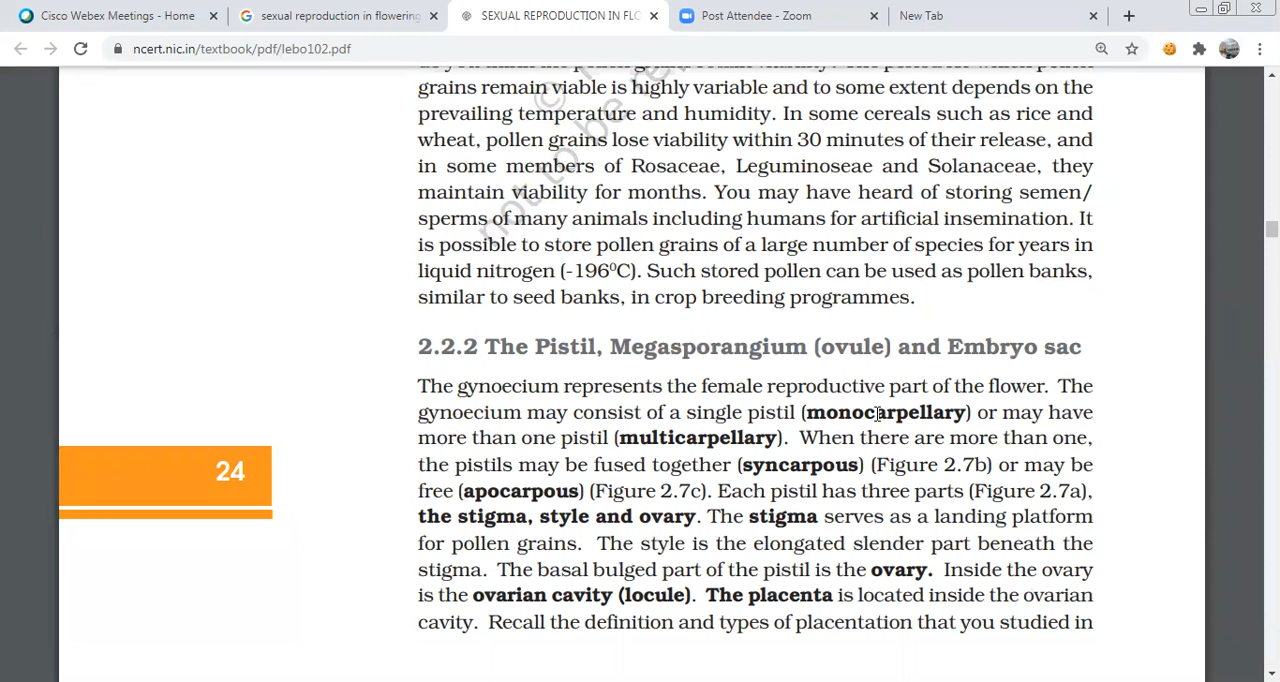 Cisco Webex Meetings - Home
sexual reproduction in flowering
SEXUAL REPRODUCTION IN FLO
Post Attendee - Zoom
New Tab
ncert.nic.in/textbook/pdf/lebo102.pdf
grains remain viable is highly variable and to some extent depends on the
prevailing temperature and humidity. In some cereals such as rice and
wheat, pollen grains lose viability within 30 minutes of their release, and
in some members of Rosaceae, Leguminoseae and Solanaceae, they
maintain viability for months. You may have heard of storing semen/
sperms of many animals including humans for artificial insemination. It
is possible to store pollen grains of a large number of species for years in
liquid nitrogen (-196⁰C). Such stored pollen can be used as pollen banks,
similar to seed banks, in crop breeding programmes.
2.2.2 The Pistil, Megasporangium (ovule) and Embryo sac
The gynoecium represents the female reproductive part of the flower. The
gynoecium may consist of a single pistil (monocarpellary) or may have
more than one pistil (multicarpellary). When there are more than one,
the pistils may be fused together (syncarpous) (Figure 2.7b) or may be
free (apocarpous) (Figure 2.7c). Each pistil has three parts (Figure 2.7a),
the stigma, style and ovary. The stigma serves as a landing platform
for pollen grains. The style is the elongated slender part beneath the
stigma. The basal bulged part of the pistil is the ovary. Inside the ovary
is the ovarian cavity (locule). The placenta is located inside the ovarian
cavity. Recall the definition and types of placentation that you studied in
24
© 
not to be re